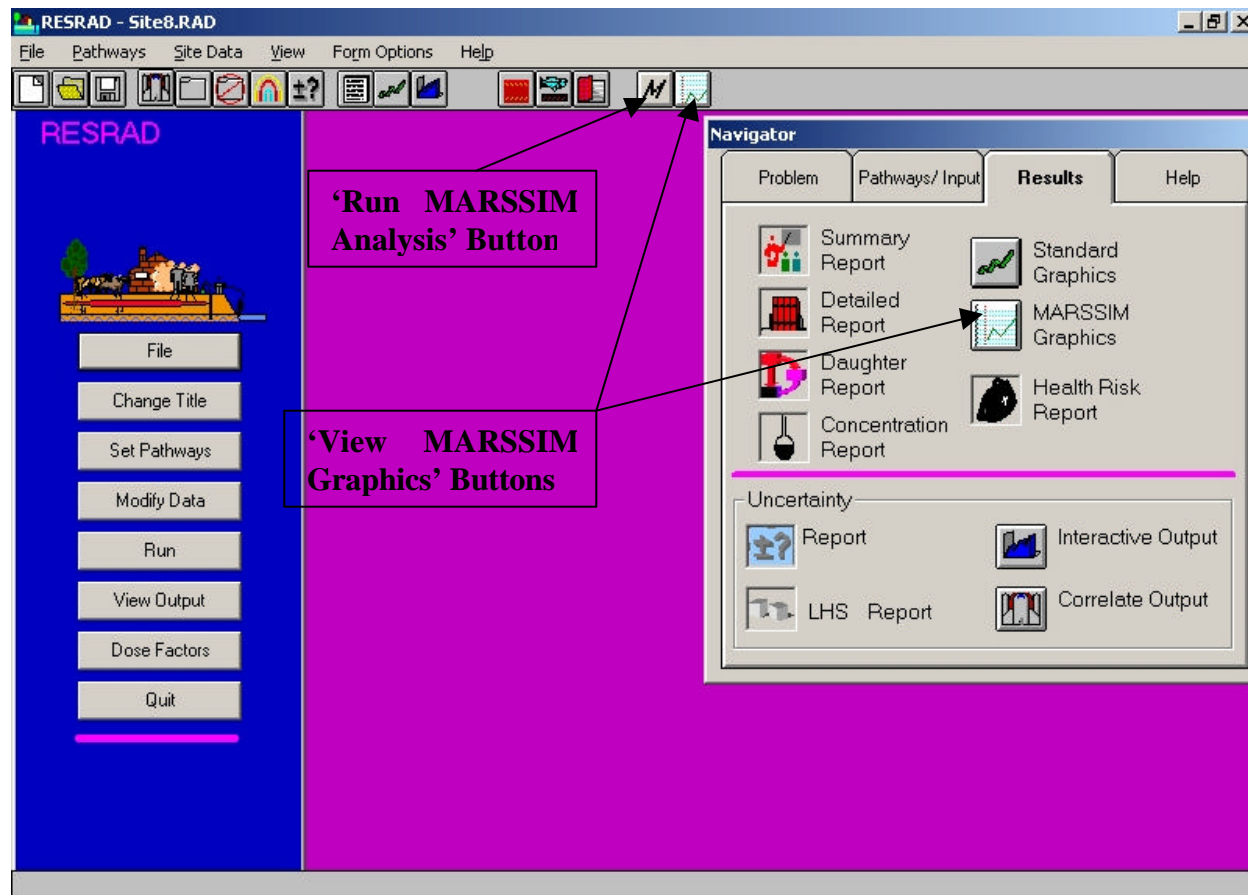 RESRAD - Site8.RAD
File Pathways Site Data View Form Options Help
±?
RESRAD
File
Change Title
Set Pathways
Modify Data
Run
View Output
Dose Factors
Quit
‘Run MARSSIM
Analysis’ Button
‘View MARSSIM
Graphics’ Buttons
Navigator
Problem Pathways/ Input Results Help
Summary
Report
Detailed
Report
Daughter
Report
Concentration
Report
Standard
Graphics
MARSSIM
Graphics
Health Risk
Report
Uncertainty
±? Report
Interactive Output
LHS Report
Correlate Output